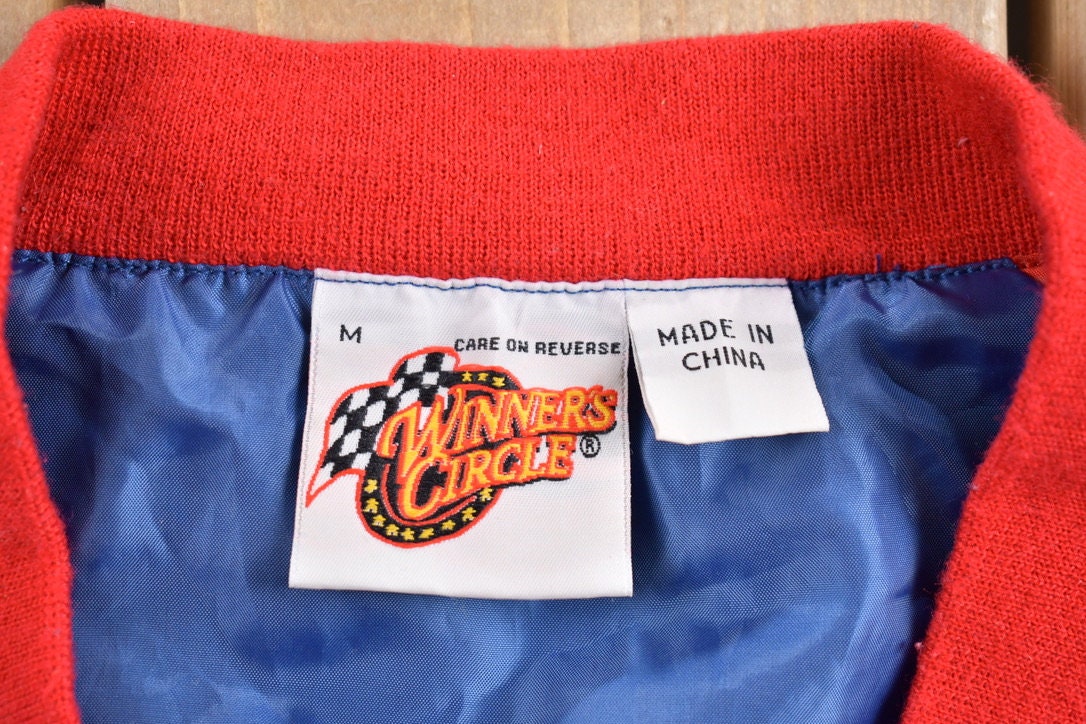 M
CARE ON REVERSE
WINNER'S
CIRCLE®
MADE IN
CHINA